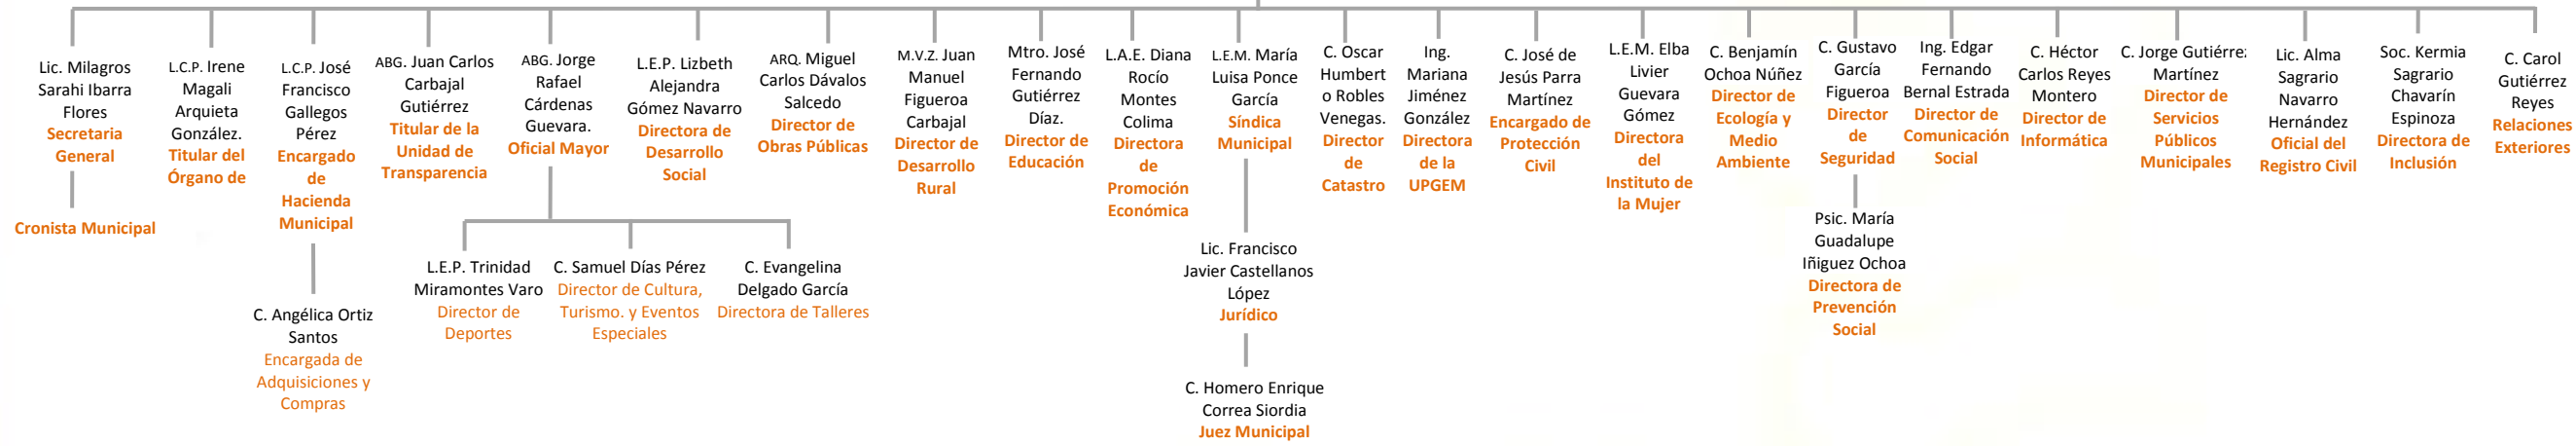 Lic. Milagros
Sarahi Ibarra
Flores
Secretaria
General
Cronista Municipal
L.C.P. Irene
Magali
Arquieta
González.
Titular del
Órgano de
L.C.P. José
Francisco
Gallegos
Pérez
Encargado
de
Hacienda
Municipal
C. Angélica Ortiz
Santos
Encargada de
Adquisiciones y
Compras
ABG. Juan Carlos
Carbajal
Gutiérrez
Titular de la
Unidad de
Transparencia
ABG. Jorge
Rafael
Cárdenas
Guevara.
Oficial Mayor
L.E.P. Trinidad
Miramontes Varo
Director de
Deportes
C. Samuel Días Pérez
Director de Cultura,
Turismo. y Eventos
Especiales
C. Evangelina
Delgado García
Directora de Talleres
L.E.P. Lizbeth
Alejandra
Gómez Navarro
Directora de
Desarrollo
Social
ARQ. Miguel
Carlos Dávalos
Salcedo
Director de
Obras Públicas
M.V.Z. Juan
Manuel
Figueroa
Carbajal
Director de
Desarrollo
Rural
Mtro. José
Fernando
Gutiérrez
Díaz.
Director de
Educación
L.A.E. Diana
Rocío
Montes
Colima
Directora
de
Promoción
Económica
L.E.M. María
Luisa Ponce
García
Síndica
Municipal
Lic. Francisco
Javier Castellanos
López
Jurídico
C. Homero Enrique
Correa Siordia
Juez Municipal
C. Oscar
Humbert
o Robles
Venegas.
Director
de
Catastro
Ing.
Mariana
Jiménez
González
Directora
de la
UPGEM
C. José de
Jesús Parra
Martínez
Encargado de
Protección
Civil
L.E.M. Elba
Livier
Guevara
Gómez
Directora
del
Instituto de
la Mujer
C. Benjamín
Ochoa Núñez
Director de
Ecología y
Medio
Ambiente
C. Gustavo
García
Figueroa
Director
de
Seguridad
Psic. María
Guadalupe
Iñiguez Ochoa
Directora de
Prevención
Social
Ing. Edgar
Fernando
Bernal Estrada
Director de
Comunicación
Social
C. Héctor
Carlos Reyes
Montero
Director de
Informática
C. Jorge Gutiérrez
Martínez
Director de
Servicios
Públicos
Municipales
Lic. Alma
Sagrario
Navarro
Hernández
Oficial del
Registro Civil
Soc. Kermia
Sagrario
Chavarín
Espinoza
Directora de
Inclusión
C. Carol
Gutiérrez
Reyes
Relaciones
Exteriores